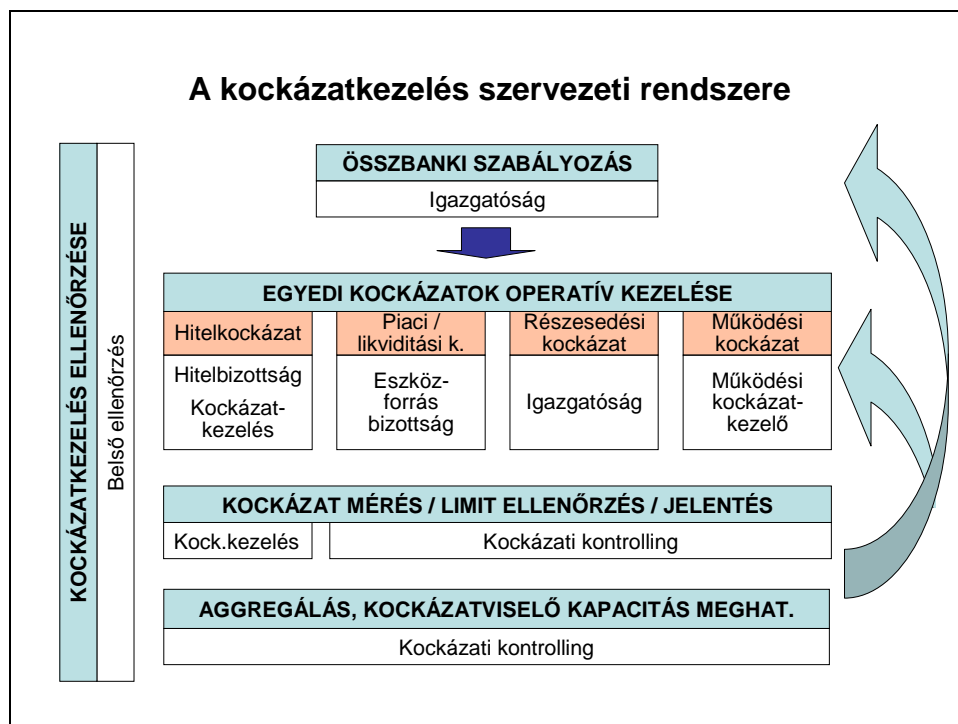 A kockázatkezelés szervezeti rendszere
KOCKÁZATKEZELÉS ELLENŐRZÉSE
Belső ellenőrzés
ÖSSZBANKI SZABÁLYOZÁS
Igazgatóság
EGYEDI KOCKÁZATOK OPERATÍV KEZELÉSE
Hitelkockázat
Hitelbizottság
Kockázat-
kezelés
Piaci /
likviditási k.
Eszköz-
forrás
bizottság
Részesedési
kockázat
Igazgatóság
Működési
kockázat
Működési
kockázat-
kezelő
KOCKÁZAT MÉRÉS / LIMIT ELLENŐRZÉS / JELENTÉS
Kock.kezelés
Kockázati kontrolling
AGGREGÁLÁS, KOCKÁZATVISELŐ KAPACITÁS MEGHAT.
Kockázati kontrolling